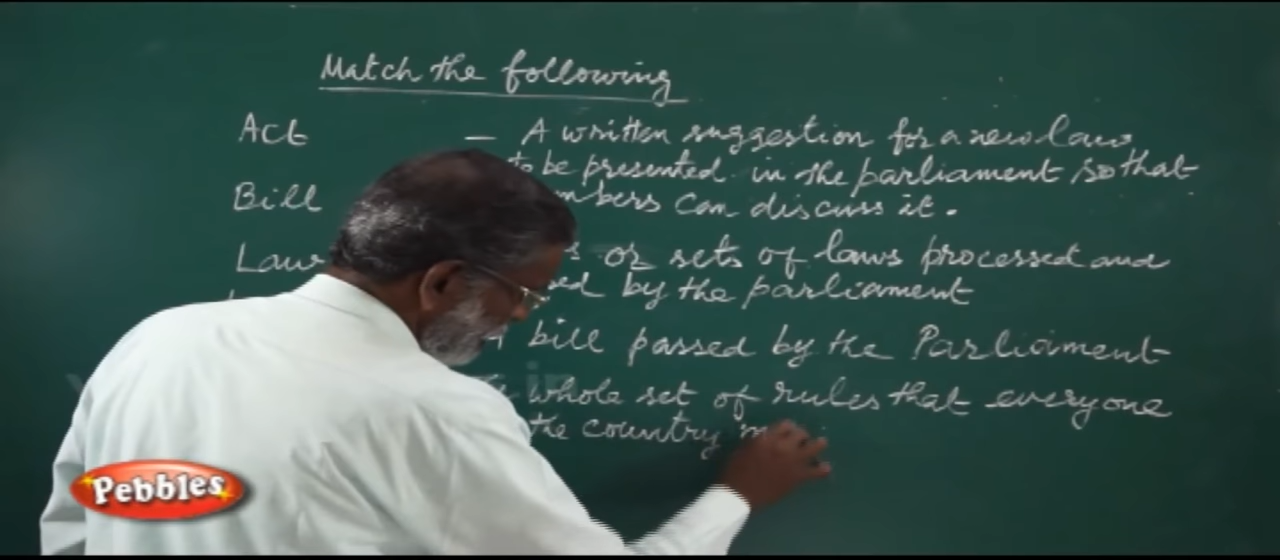 Match the following
Act — A written suggestion for a new law
to be presented in the parliament so that
Bill can discuss it.
Law or sets of laws processed and
by the parliament
bill passed by the Parliament
whole set of rules that everyone
the country
Pebbles